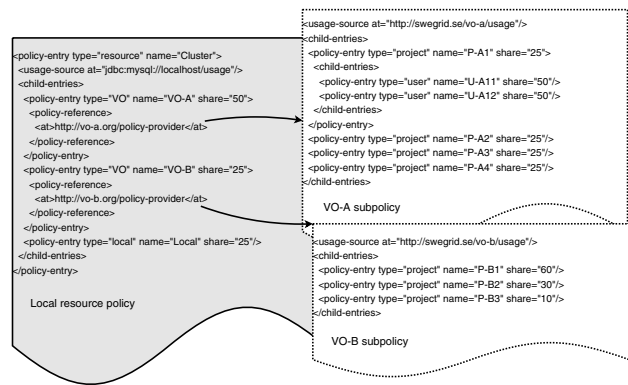 <policy-entry type="resource" name="Cluster">
<usage-source at="jdbc:mysql://localhost/usage"/>
<child-entries>
<policy-entry type="VO" name="VO-A" share="50">
<policy-reference>
<at>http://vo-a.org/policy-provider</at>
</policy-reference>
</policy-entry>
<policy-entry type="VO" name="VO-B" share="25">
<policy-reference>
<at>http://vo-b.org/policy-provider</at>
</policy-reference>
</policy-entry>
<policy-entry type="local" name="Local" share="25"/>
</child-entries>
</policy-entry>
Local resource policy
<usage-source at="http://swegrid.se/vo-a/usage"/>
<child-entries>
<policy-entry type="project" name="P-A1" share="25">
<child-entries>
<policy-entry type="user" name="U-A11" share="50"/>
<policy-entry type="user" name="U-A12" share="50"/>
</child-entries>
</policy-entry>
<policy-entry type="project" name="P-A2" share="25"/>
<policy-entry type="project" name="P-A3" share="25"/>
<policy-entry type="project" name="P-A4" share="25"/>
</child-entries>
VO-A subpolicy
<usage-source at="http://swegrid.se/vo-b/usage"/>
<child-entries>
<policy-entry type="project" name="P-B1" share="60"/>
<policy-entry type="project" name="P-B2" share="30"/>
<policy-entry type="project" name="P-B3" share="10"/>
</child-entries>
VO-B subpolicy